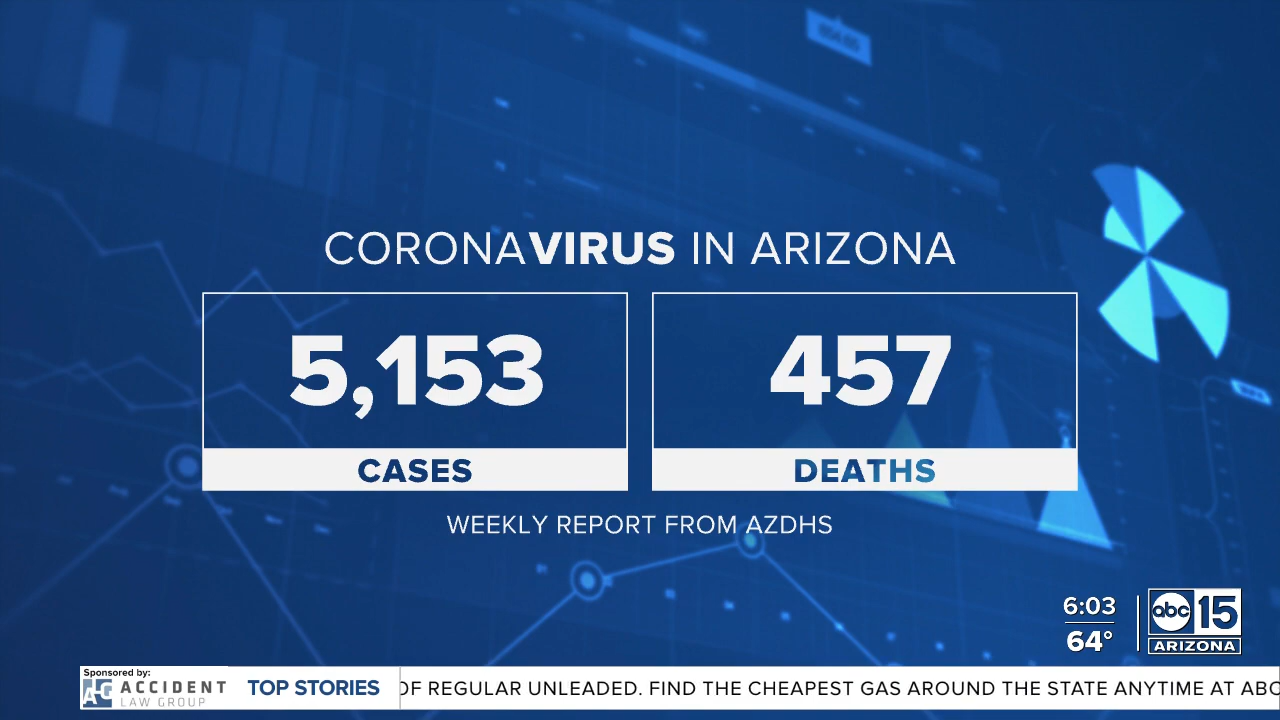 CORONAVIRUS IN ARIZONA
5,153
CASES
457
DEATHS
WEEKLY REPORT FROM AZDHS
6:03
64°
abc 15
ARIZONA
Sponsored by:
AG ACCIDENT
LAW GROUP
TOP STORIES
OF REGULAR UNLEADED. FIND THE CHEAPEST GAS AROUND THE STATE ANYTIME AT ABC